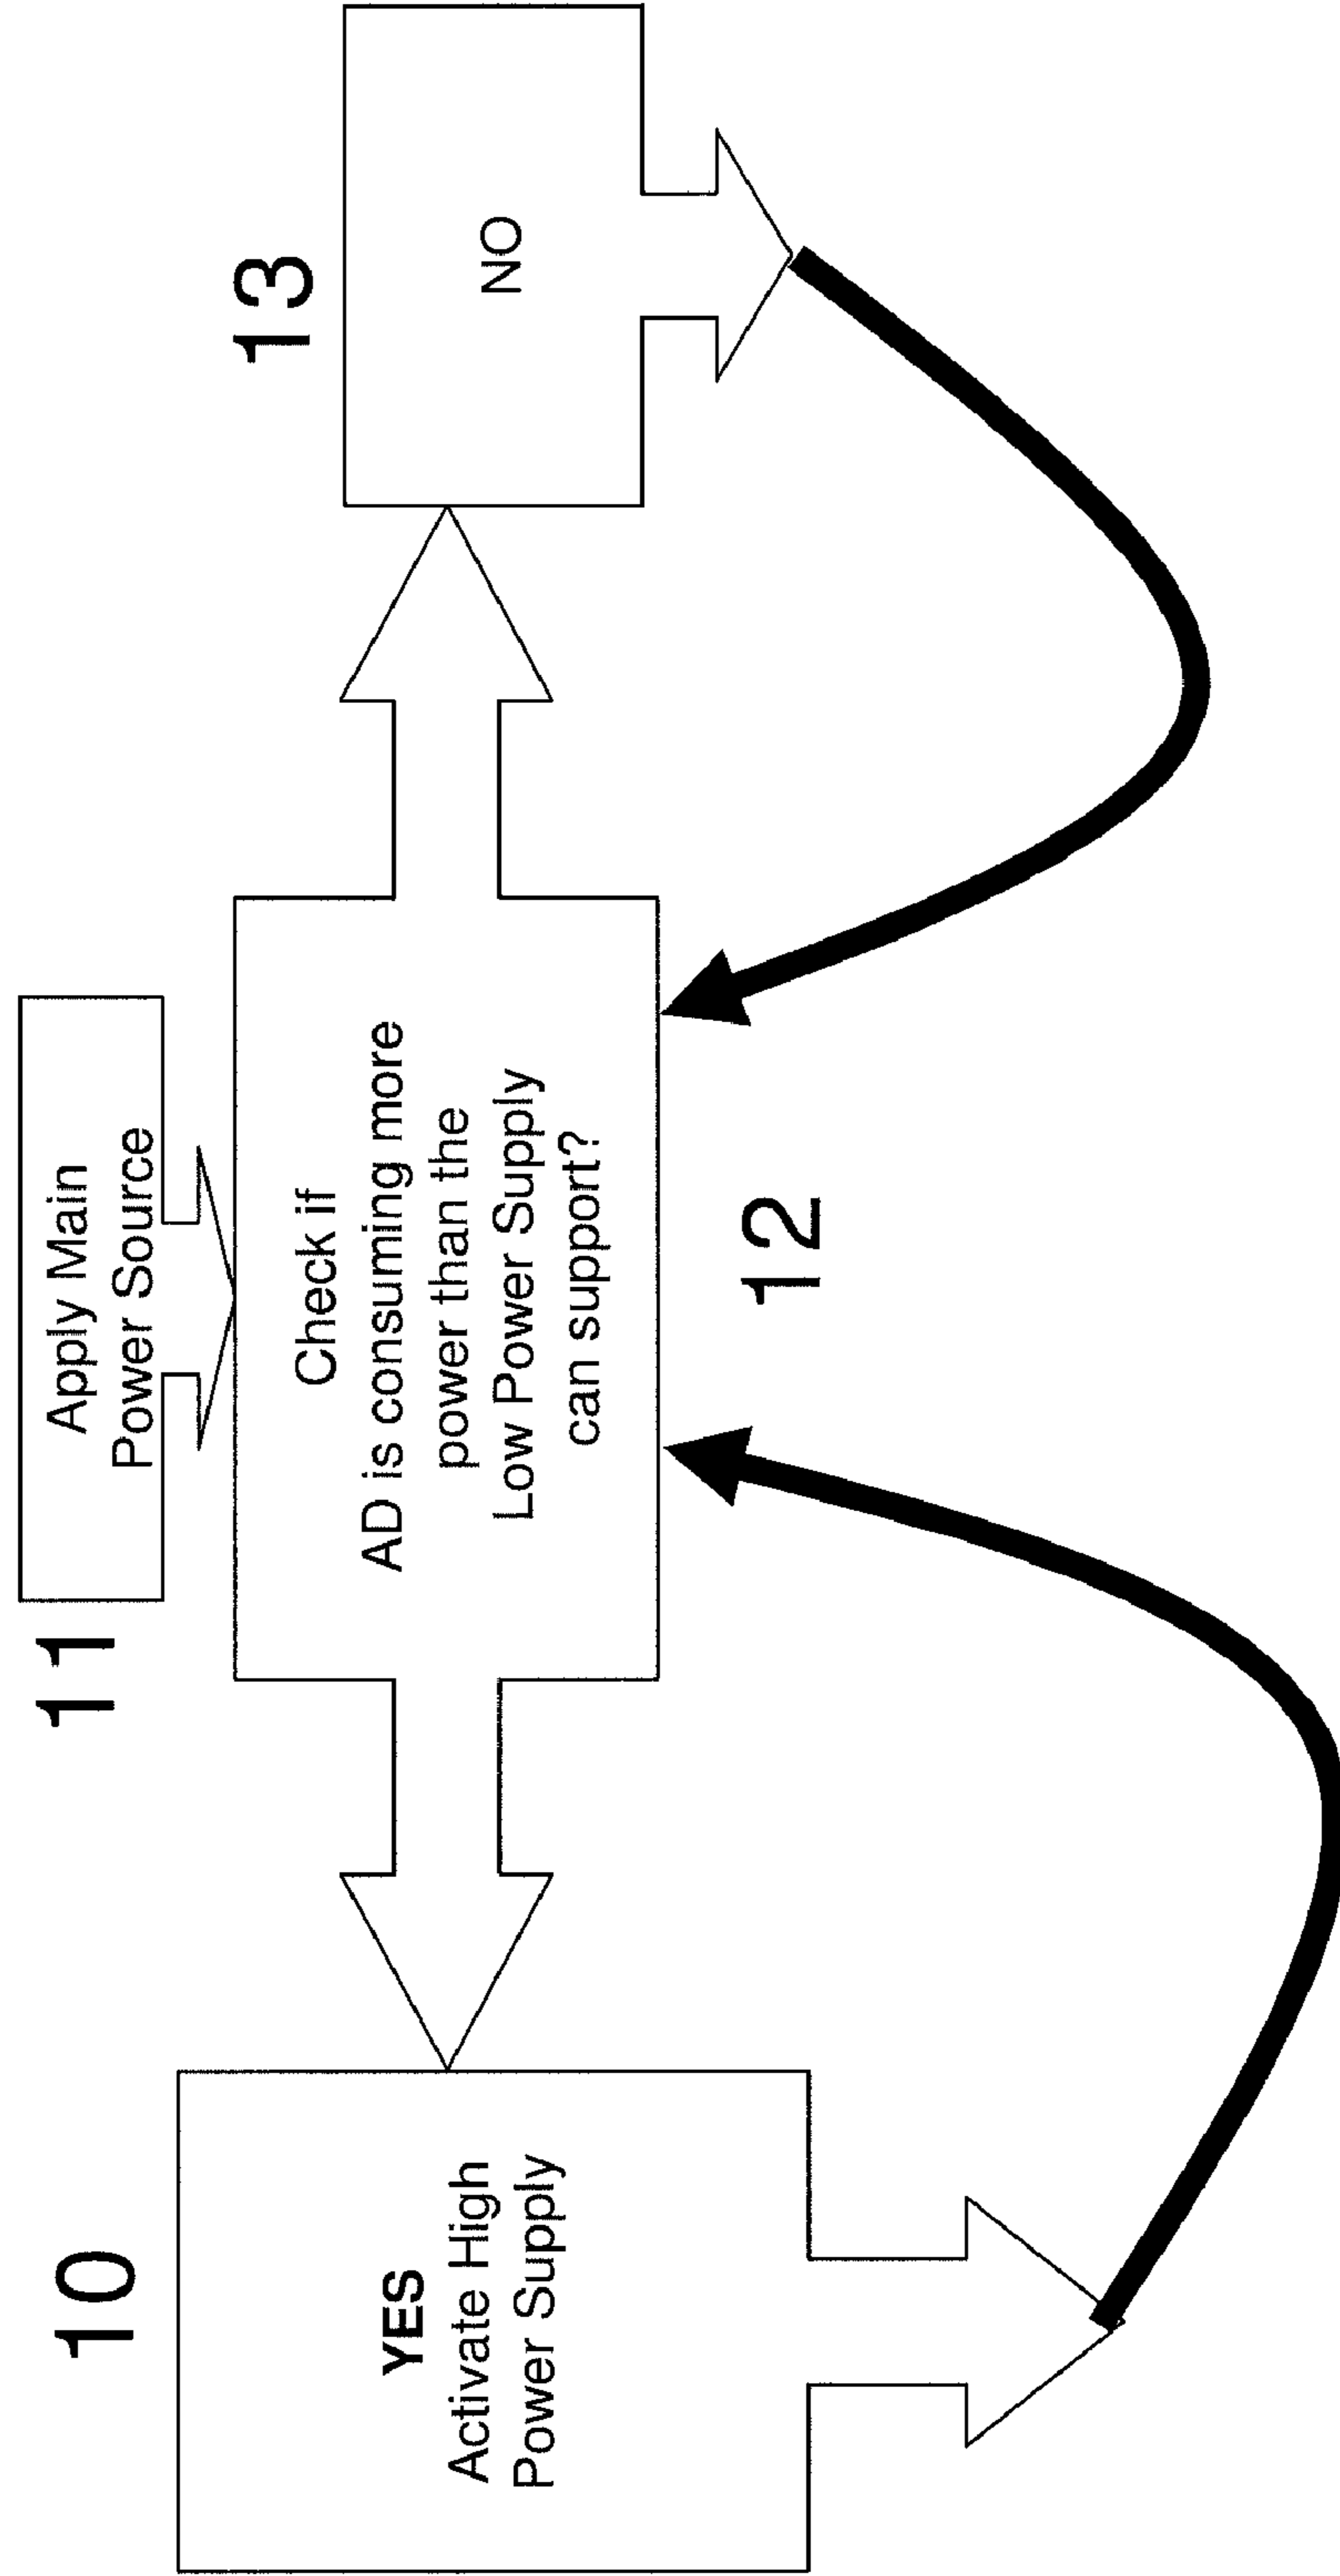 11
Apply Main
Power Source
10
YES
Activate High
Power Supply
Check if
AD is consuming more
power than the
Low Power Supply
can support?
12
13
NO